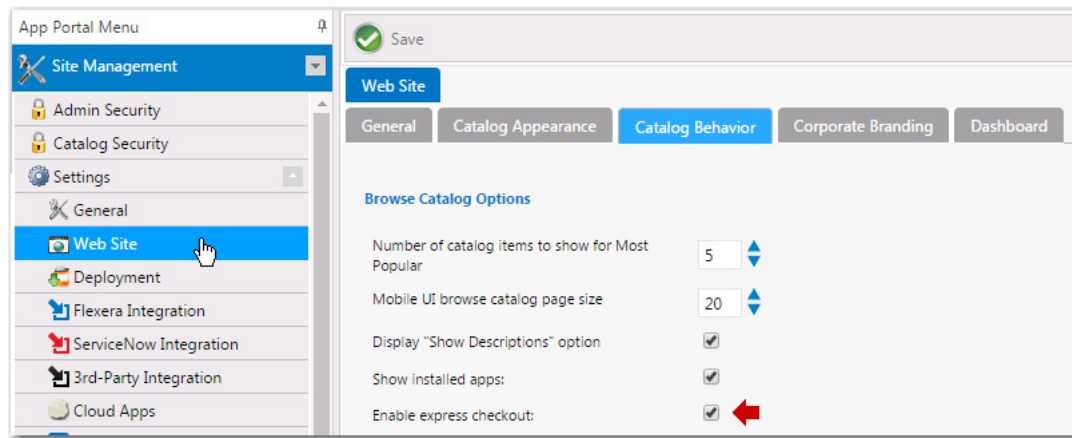 App Portal Menu
Site Management
Admin Security
Catalog Security
Settings
General
Web Site
Deployment
Flexera Integration
ServiceNow Integration
3rd-Party Integration
Cloud Apps
Save
Web Site
General
Catalog Appearance
Catalog Behavior
Corporate Branding
Dashboard
Browse Catalog Options
Number of catalog items to show for Most
Popular
5
Mobile UI browse catalog page size
20
Display "Show Descriptions" option
Show installed apps:
Enable express checkout: